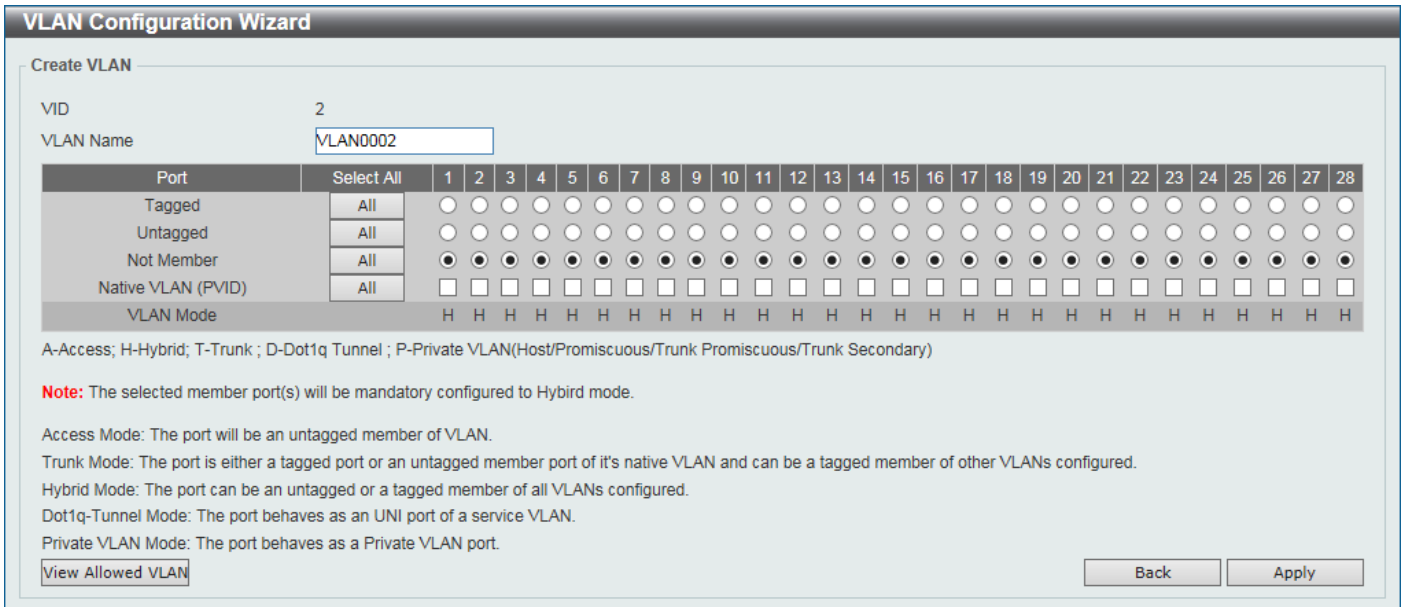 VLAN Configuration Wizard
Create VLAN
VID 2
VLAN Name VLAN0002
Port Select All 1 2 3 4 5 6 7 8 9 10 11 12 13 14 15 16 17 18 19 20 21 22 23 24 25 26 27 28
Tagged All
Untagged All
Not Member All
Native VLAN (PVID) All
VLAN Mode H H H H H H H H H H H H H H H H H H H H H H H H H H H H
A-Access; H-Hybrid; T-Trunk ; D-Dot1q Tunnel ; P-Private VLAN(Host/Promiscuous/Trunk Promiscuous/Trunk Secondary)
Note: The selected member port(s) will be mandatory configured to Hybird mode.
Access Mode: The port will be an untagged member of VLAN.
Trunk Mode: The port is either a tagged port or an untagged member port of it's native VLAN and can be a tagged member of other VLANs configured.
Hybrid Mode: The port can be an untagged or a tagged member of all VLANs configured.
Dot1q-Tunnel Mode: The port behaves as an UNI port of a service VLAN.
Private VLAN Mode: The port behaves as a Private VLAN port.
View Allowed VLAN Back Apply